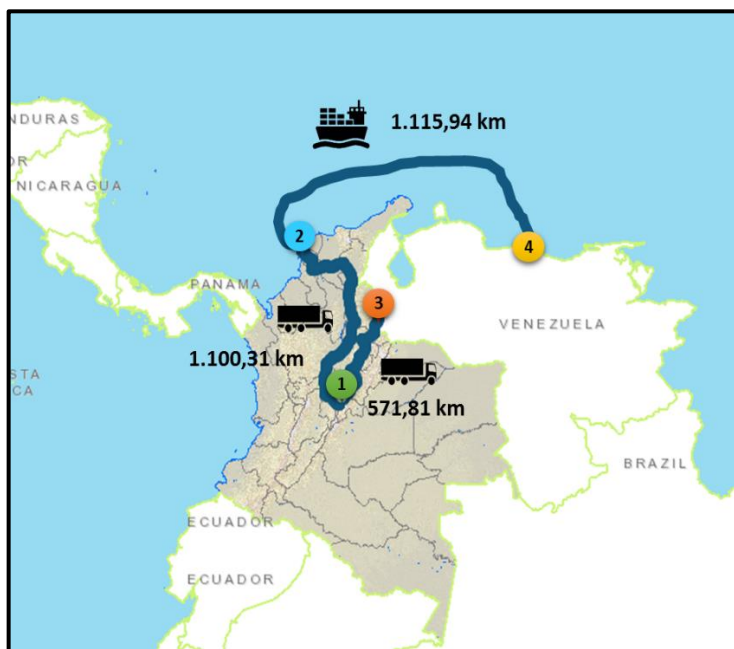 1.115,94 km
NDURAS
OR
NICARAGUA
2
4
PANAMA
3
VENEZUELA
1.100,31 km
STA
CA
1
571,81 km
BRAZIL
ECUADOR
ECUADOR